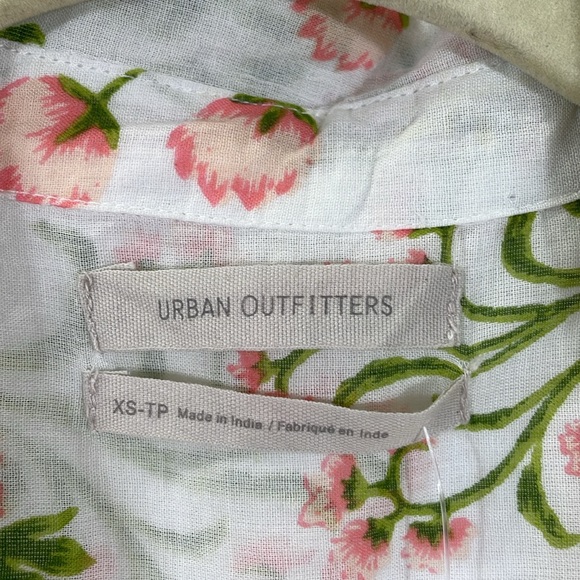 URBAN OUTFITTERS
XS-TP Made in India / Fabriqué en Inde